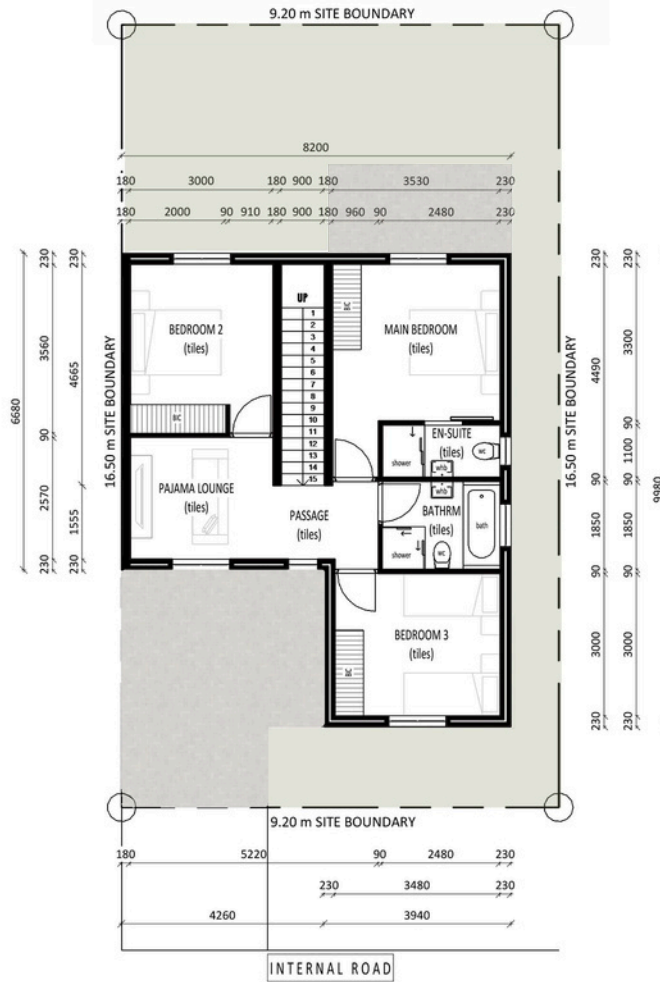 9.20 m SITE BOUNDARY
8200
180 3000 180 900 180 3530 230
180 2000 90 910 180 900 180 960 90 2480 230
6680
230 3560 90 2570 230
230 4665 1555 230
16.50 m SITE BOUNDARY
BEDROOM 2
(tiles)
BIC
UP
1
2
3
4
5
6
7
8
9
10
11
12
13
14
15
BIC
MAIN BEDROOM
(tiles)
EN-SUITE
(tiles)
shower
whb
wc
PAJAMA LOUNGE
(tiles)
PASSAGE
(tiles)
whb
BATHRM
(tiles)
shower
wc
bath
BEDROOM 3
(tiles)
BIC
16.50 m SITE BOUNDARY
230 4490 90 1850 90 3000 230
230 3300 90 1100 90 1850 90 3000 230
9980
9.20 m SITE BOUNDARY
180 5220 90 2480 230
230 3480 230
4260 3940
INTERNAL ROAD